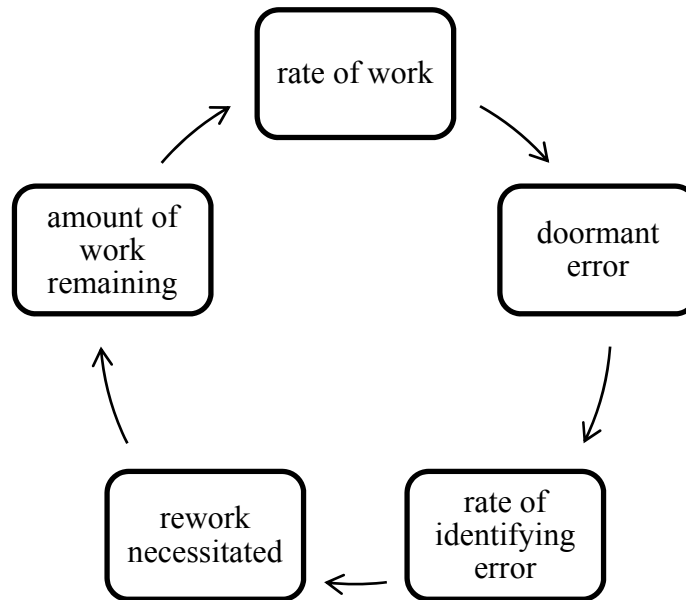 rate of work
doormant
error
rate of
identifying
error
rework
necessitated
amount of
work
remaining